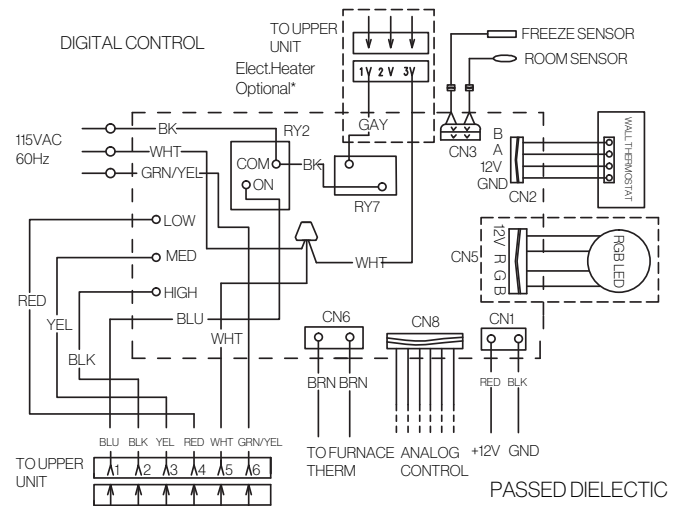 DIGITAL CONTROL
TO UPPER
UNIT
Elect.Heater
Optional*
1V 2V 3V
FREEZE SENSOR
ROOM SENSOR
GAY
CN3
115VAC
60Hz
BK
WHT
GRN/YEL
RY2
COM
ON
BK
RY7
B
A
12V
GND
CN2
WALL THERMOSTAT
LOW
MED
HIGH
WHT
CN5
12V
R
G
B
RGB LED
RED
YEL
BLK
BLU
WHT
CN6
CN8
CN1
BRN BRN
RED BLK
TO FURNACE
THERM
ANALOG
CONTROL
+12V GND
BLU BLK YEL RED WHT GRN/YEL
TO UPPER
UNIT
1 2 3 4 5 6
PASSED DIELECTIC